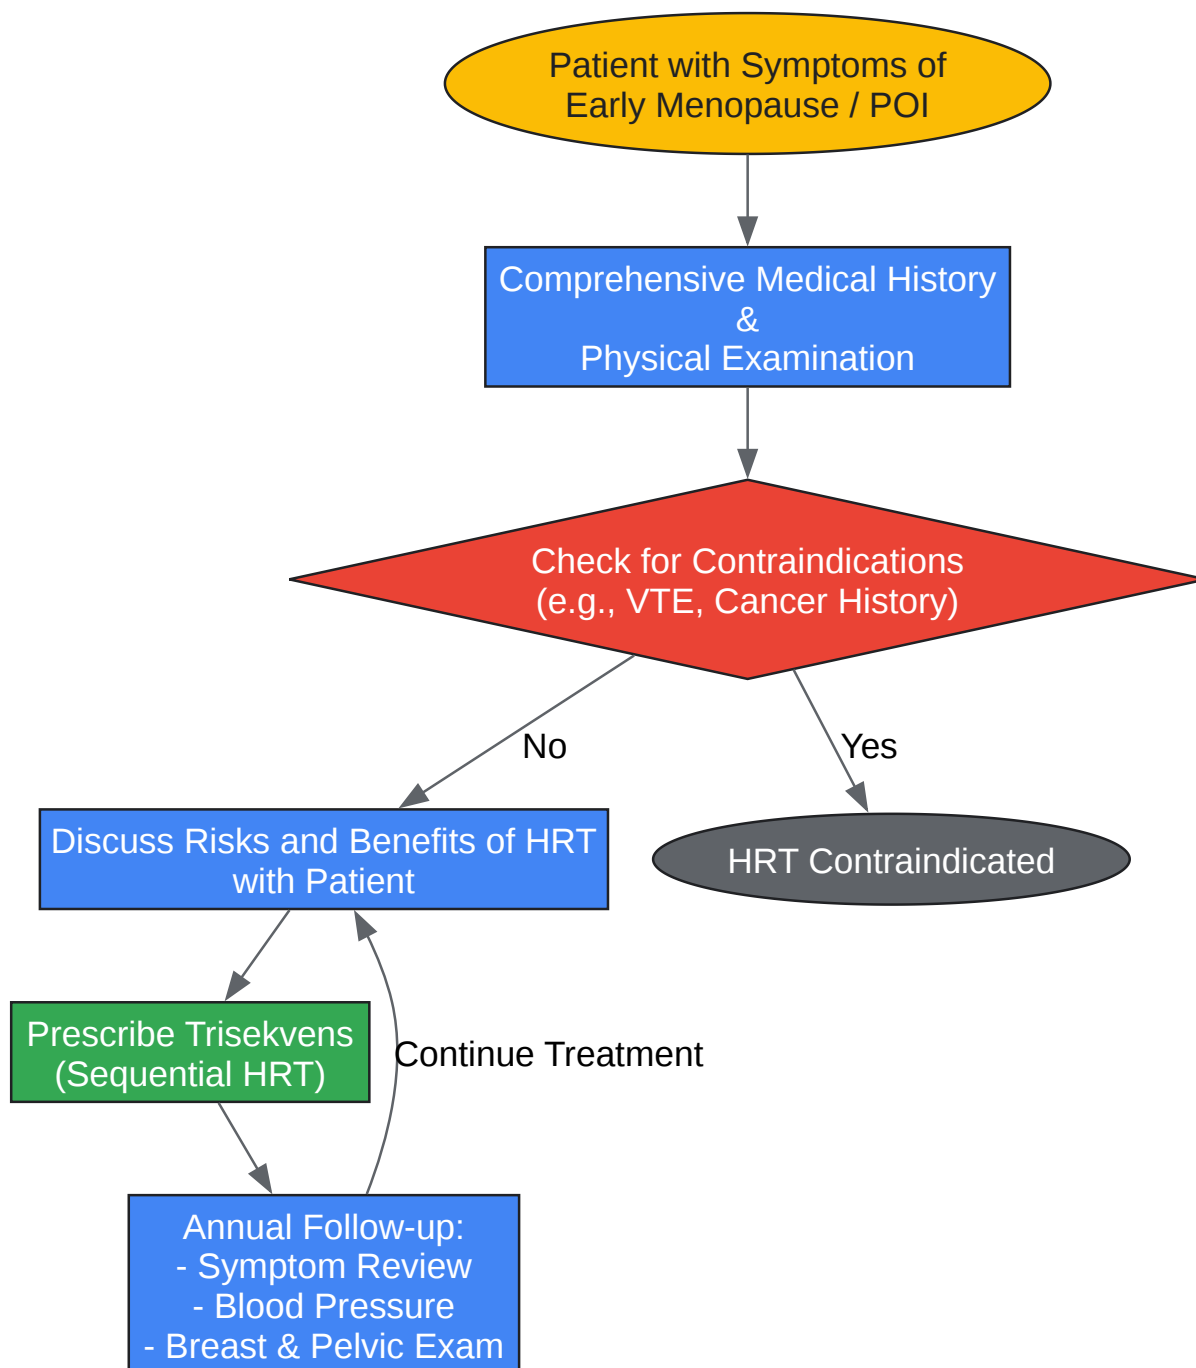 Patient with Symptoms of
Early Menopause / POI
Comprehensive Medical History
&
Physical Examination
Check for Contraindications
(e.g., VTE, Cancer History)
No
Yes
Discuss Risks and Benefits of HRT
with Patient
HRT Contraindicated
Prescribe Trisekvens
(Sequential HRT)
Continue Treatment
Annual Follow-up:
- Symptom Review
- Blood Pressure
- Breast & Pelvic Exam